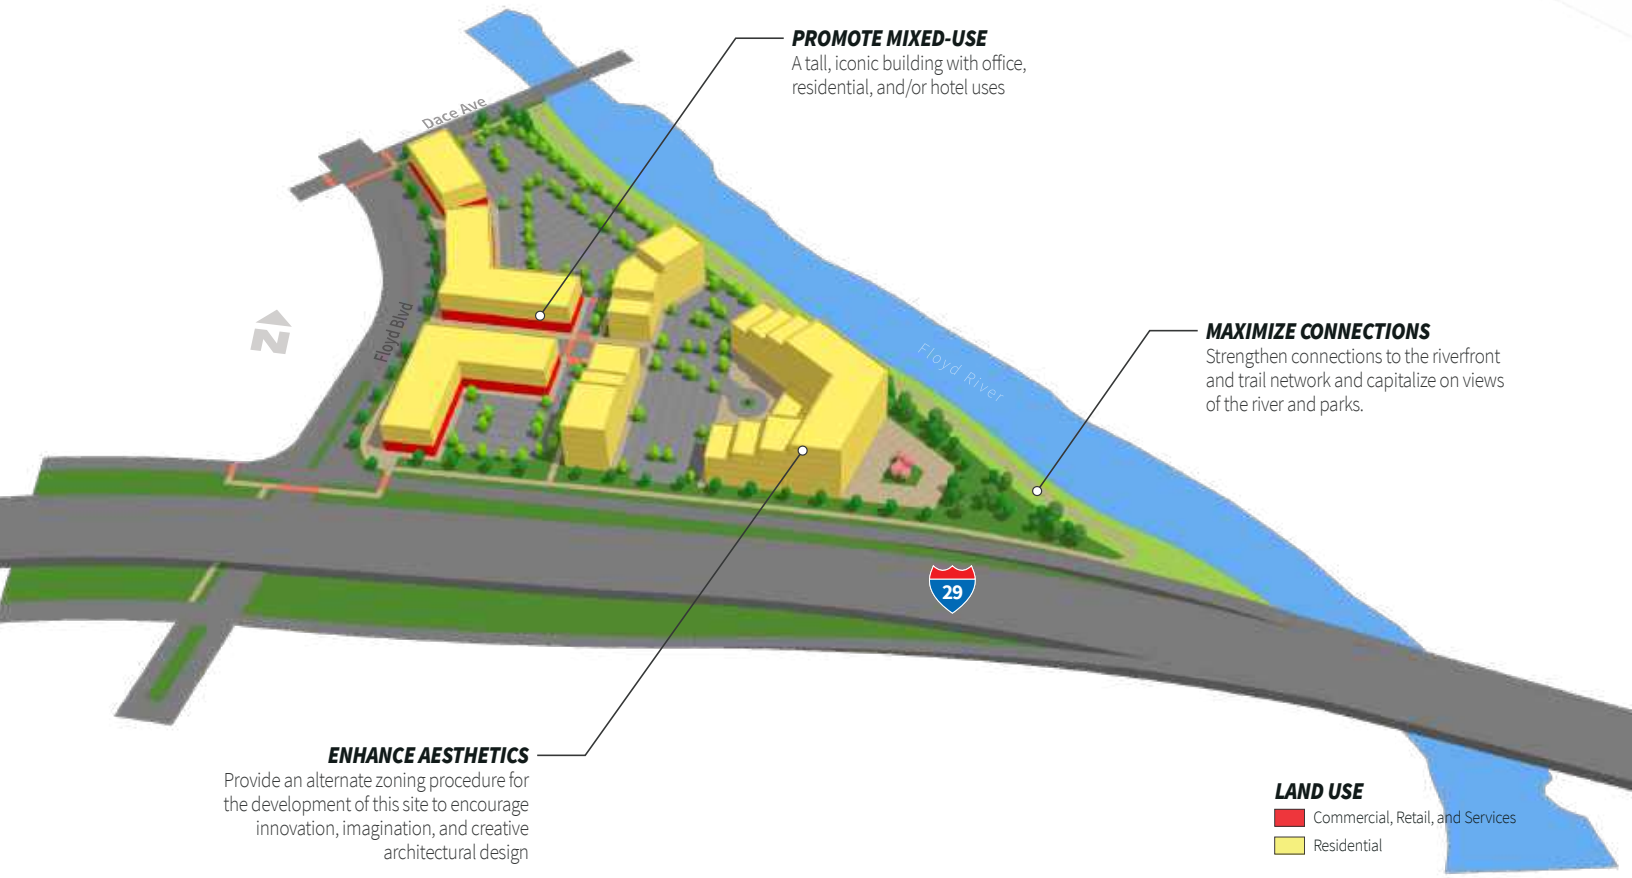 PROMOTE MIXED-USE
A tall, iconic building with office,
residential, and/or hotel uses
Dace Ave
Floyd Blvd
N
Floyd River
MAXIMIZE CONNECTIONS
Strengthen connections to the riverfront
and trail network and capitalize on views
of the river and parks.
29
ENHANCE AESTHETICS
Provide an alternate zoning procedure for
the development of this site to encourage
innovation, imagination, and creative
architectural design
LAND USE
Commercial, Retail, and Services
Residential